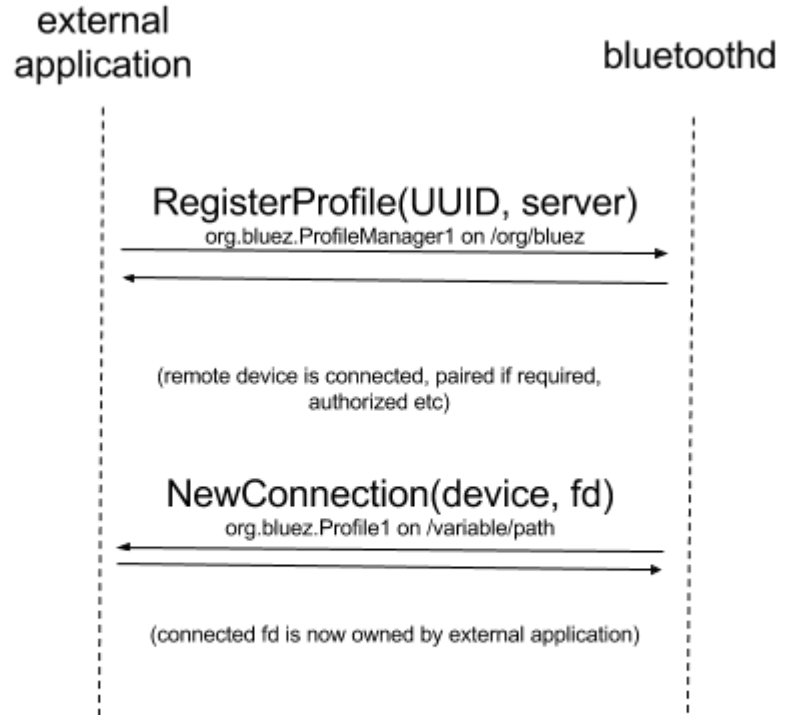 external
application
bluetoothd
RegisterProfile(UUID, server)
org.bluez.ProfileManager1 on /org/bluez
(remote device is connected, paired if required,
authorized etc)
NewConnection(device, fd)
org.bluez.Profile1 on /variable/path
(connected fd is now owned by external application)